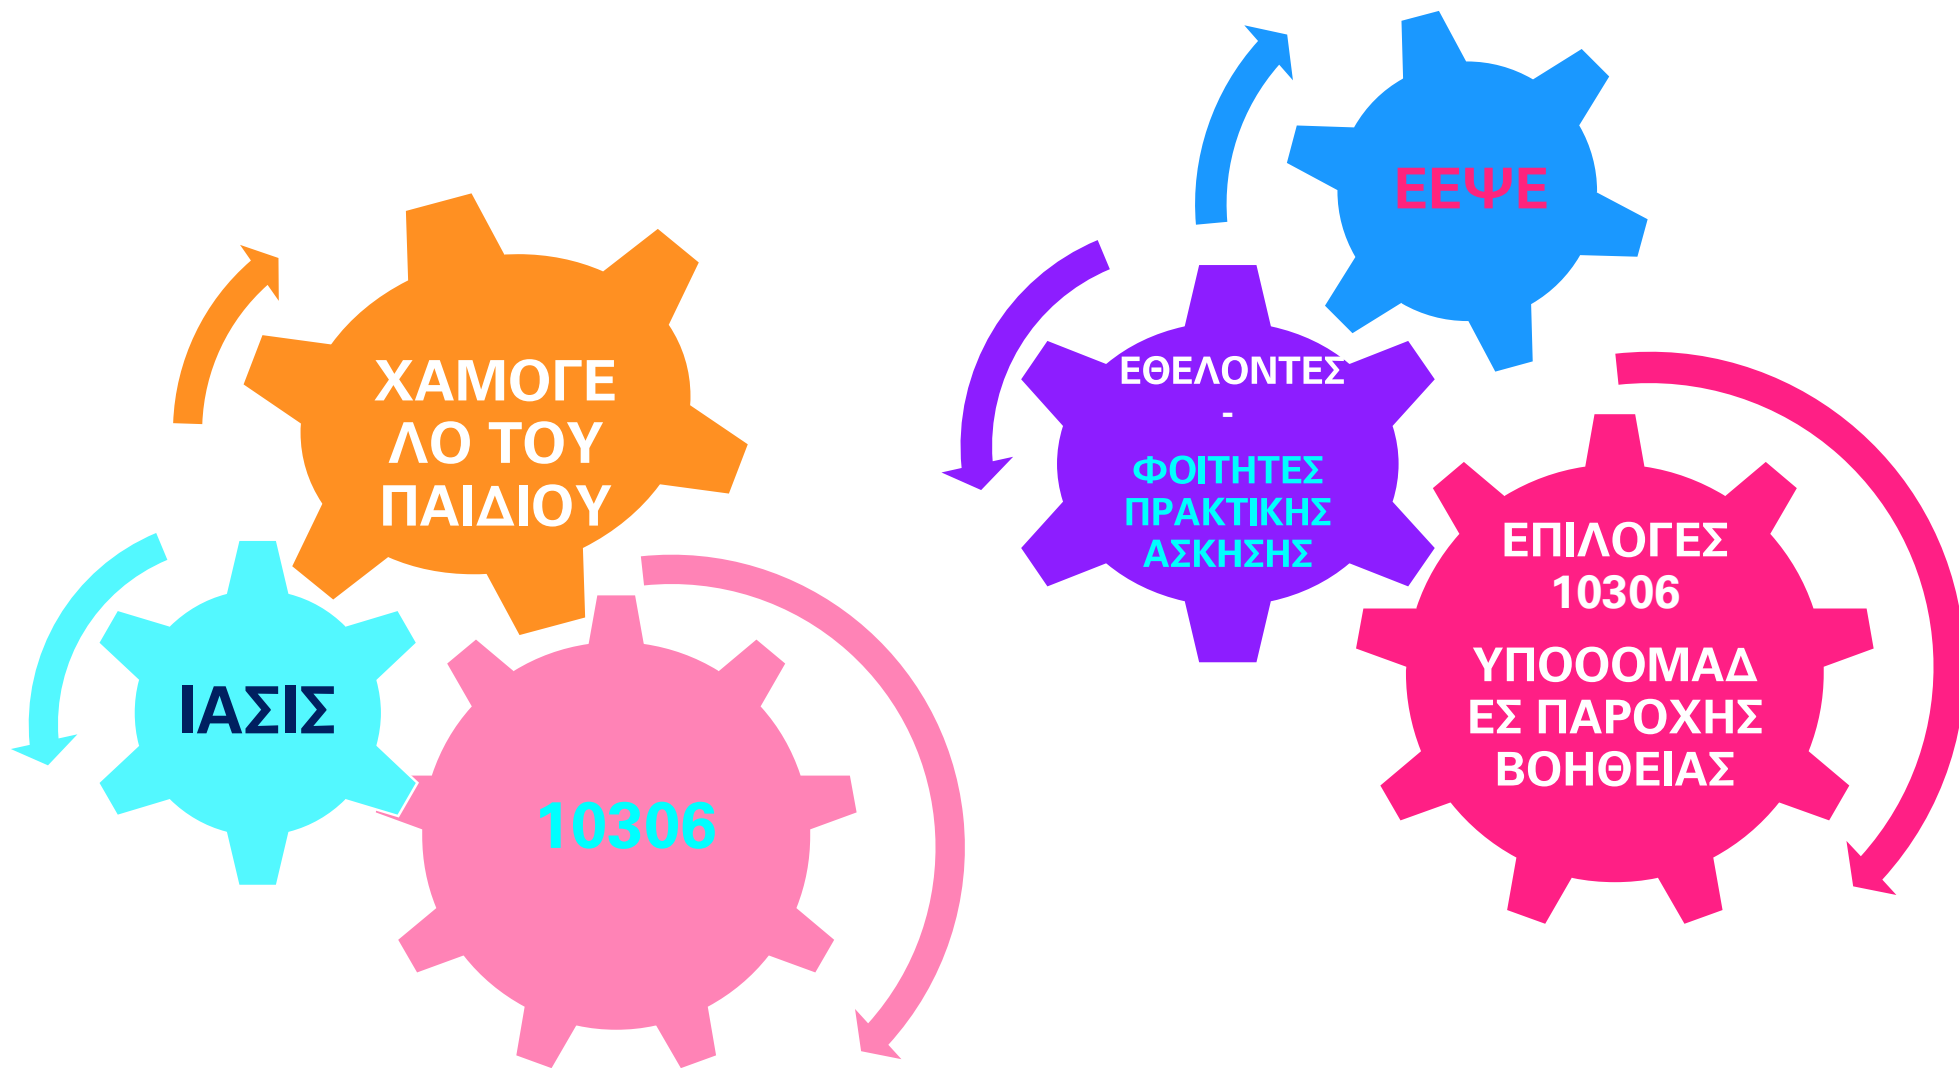 ΧΑΜΟΓΕ
ΛΟ ΤΟΥ
ΠΑΙΔΙΟΥ
ΙΑΣΙΣ
10306
ΕΕΨΕ
ΕΘΕΛΟΝΤΕΣ
-
ΦΟΙΤΗΤΕΣ
ΠΡΑΚΤΙΚΗΣ
ΑΣΚΗΣΗΣ
ΕΠΙΛΟΓΕΣ
10306
ΥΠΟΟΟΜΑΔ
ΕΣ ΠΑΡΟΧΗΣ
ΒΟΗΘΕΙΑΣ